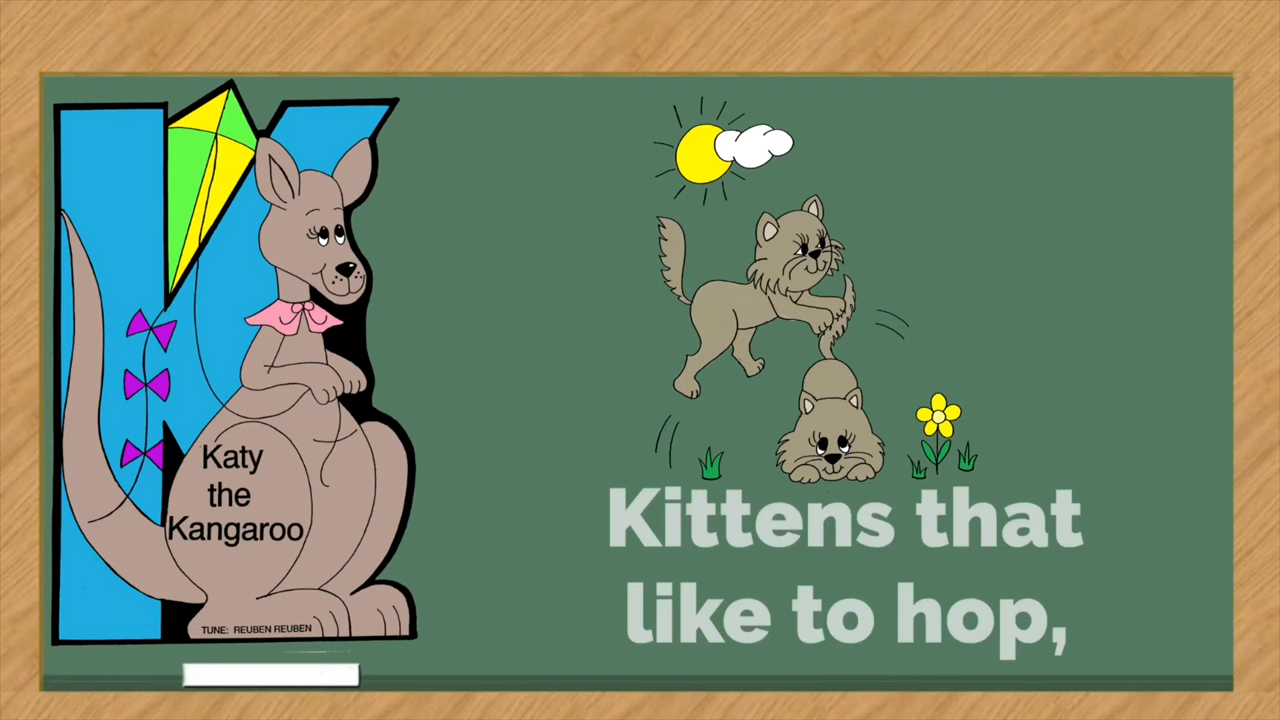 Katy
the
Kangaroo
TUNE: REUBEN REUBEN
Kittens that
like to hop,